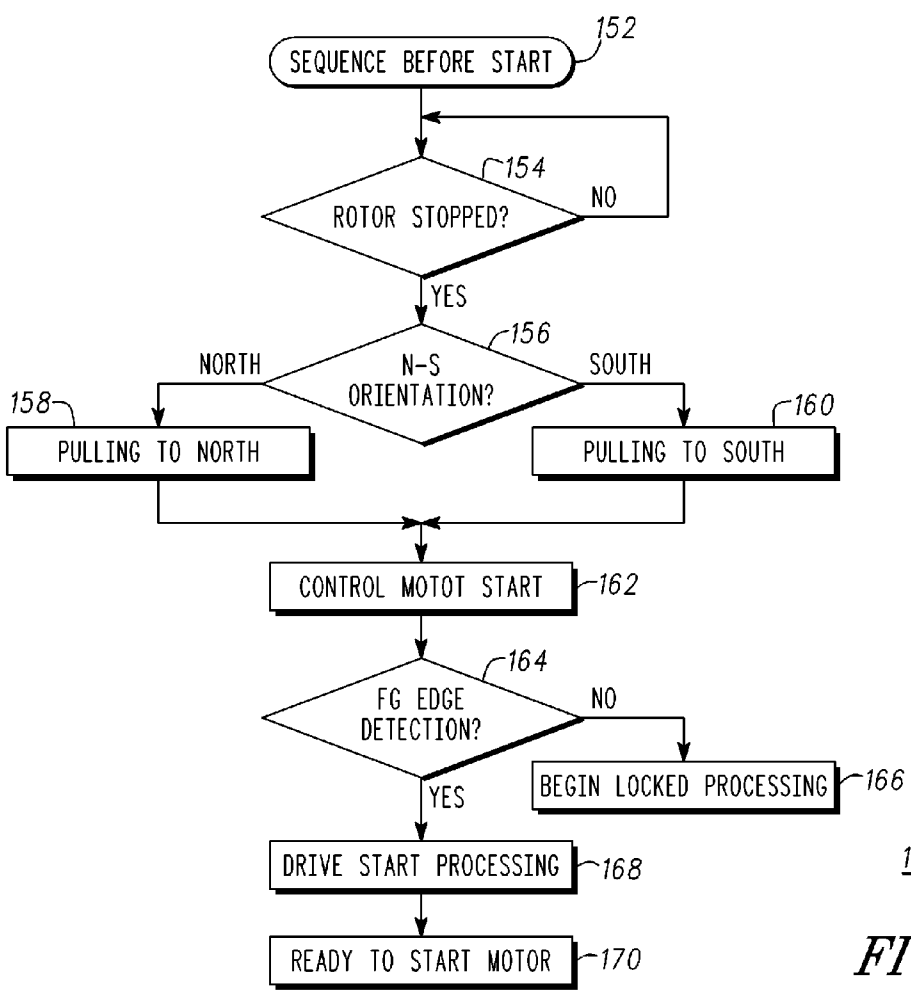 152
SEQUENCE BEFORE START
154
ROTOR STOPPED?
NO
YES
156
NORTH
N-S
ORIENTATION?
SOUTH
158
PULLING TO NORTH
160
PULLING TO SOUTH
CONTROL MOTOT START
162
164
FG EDGE
DETECTION?
NO
YES
BEGIN LOCKED PROCESSING
166
DRIVE START PROCESSING
168
READY TO START MOTOR
170